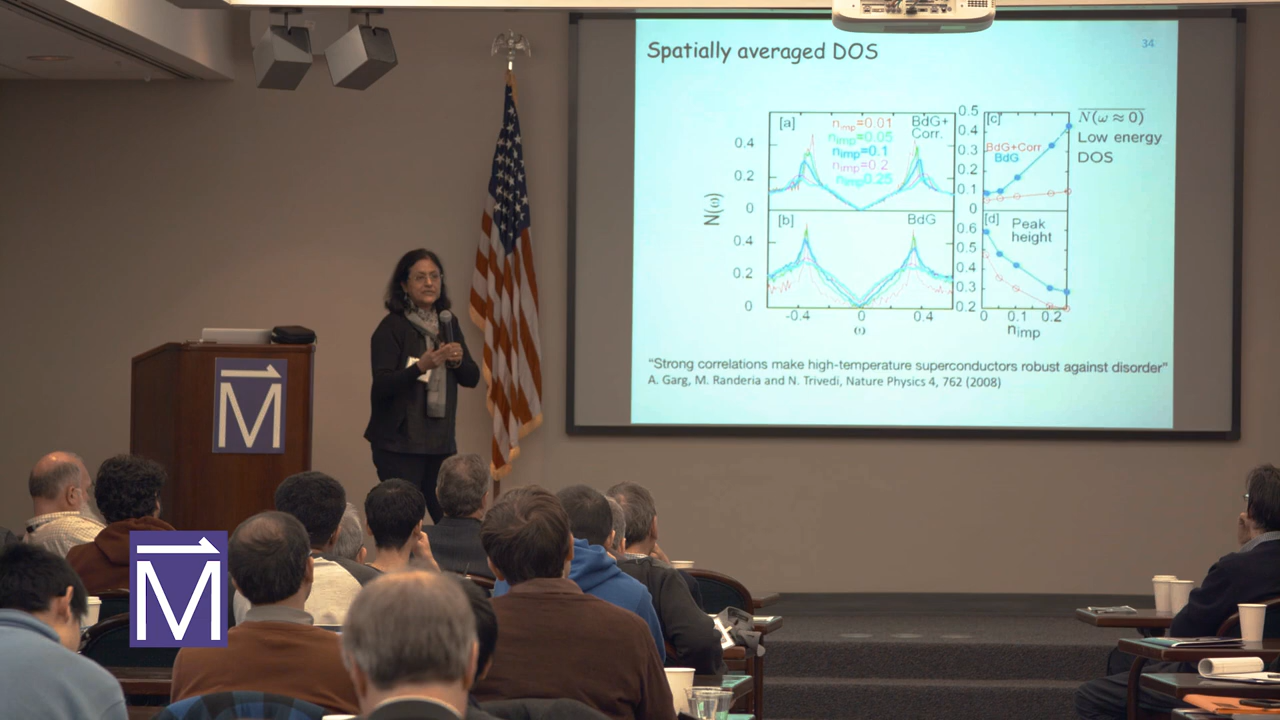 Spatially averaged DOS
34
[a]
n_imp=0.01
n_imp=0.05
n_imp=0.1
n_imp=0.2
n_imp=0.25
BdG+
Corr.
0.4
0.2
0
N(ω)
[b]
BdG
0.4
0.2
0
-0.4
0
0.4
ω
[c]
0.5
0.4
0.3
0.2
0.1
0
BdG+Corr
BdG
N(ω ≈ 0)
Low energy
DOS
[d]
Peak
height
0.6
0.5
0.4
0.3
0.2
0
0.1
0.2
n_imp
"Strong correlations make high-temperature superconductors robust against disorder"
A. Garg, M. Randeria and N. Trivedi, Nature Physics 4, 762 (2008)
M
M